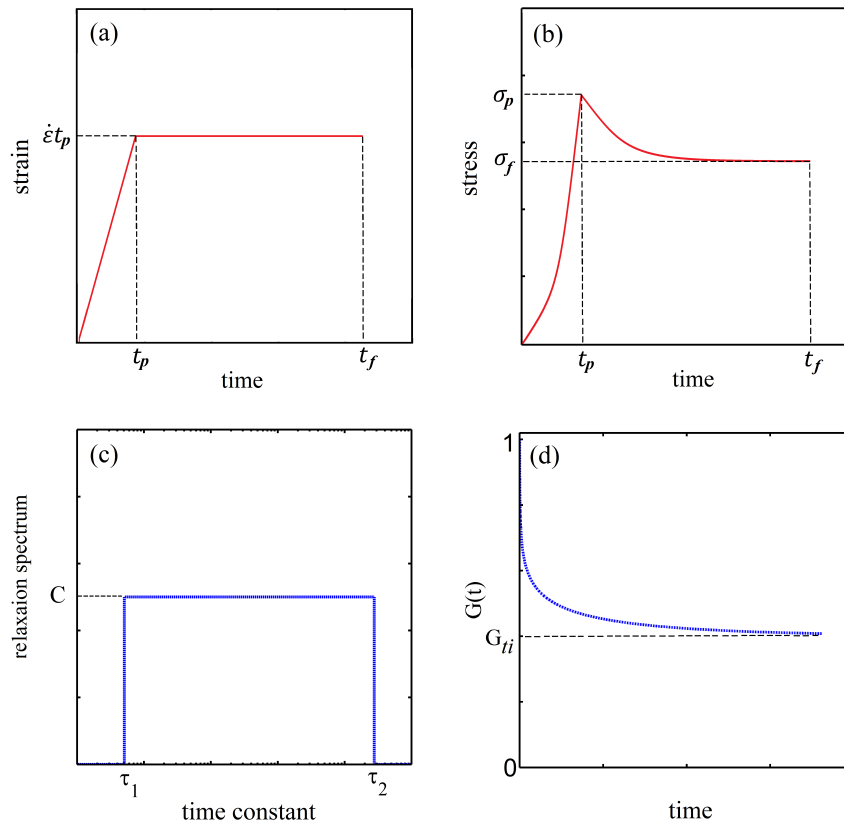 (a)
strain
ε̇t_p
t_p
t_f
time
(b)
stress
σ_p
σ_f
t_p
t_f
time
(c)
relaxaion spectrum
C
τ_1
τ_2
time constant
(d)
G(t)
1
G_ti
0
time